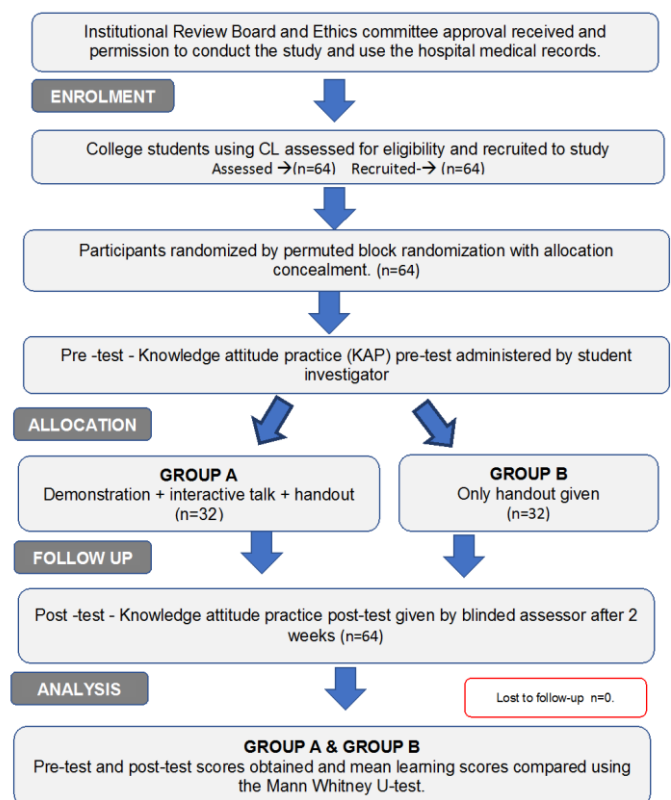 Institutional Review Board and Ethics committee approval received and
permission to conduct the study and use the hospital medical records.
ENROLMENT
College students using CL assessed for eligibility and recruited to study
Assessed →(n=64) Recruited-→ (n=64)
Participants randomized by permuted block randomization with allocation
concealment. (n=64)
Pre -test - Knowledge attitude practice (KAP) pre-test administered by student
investigator
ALLOCATION
GROUP A
Demonstration + interactive talk + handout
(n=32)
GROUP B
Only handout given
(n=32)
FOLLOW UP
Post -test - Knowledge attitude practice post-test given by blinded assessor after 2
weeks (n=64)
ANALYSIS
Lost to follow-up n=0.
GROUP A & GROUP B
Pre-test and post-test scores obtained and mean learning scores compared using
the Mann Whitney U-test.